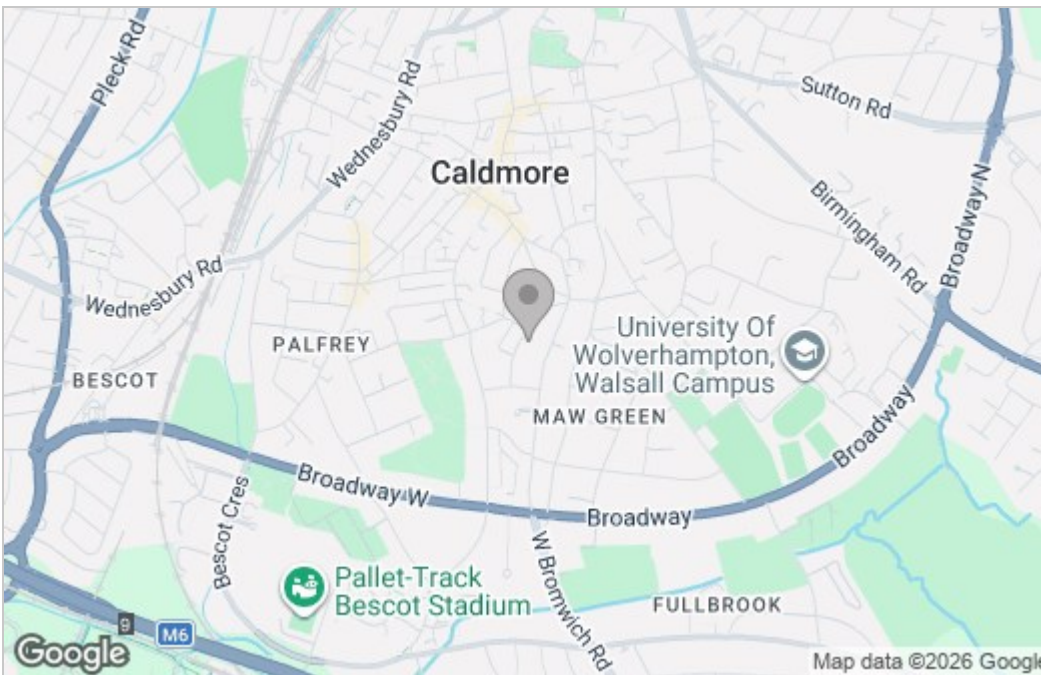 Pleck Rd
Wednesbury Rd
Sutton Rd
Caldmore
Broadway N
Birmingham Rd
Wednesbury Rd
PALFREY
University Of
Wolverhampton,
Walsall Campus
BESCOT
MAW GREEN
Broadway
Broadway W
Broadway
Bescot Cres
W Bromwich Rd
Pallet-Track
Bescot Stadium
FULLBROOK
9
M6
Google
Map data ©2026 Google